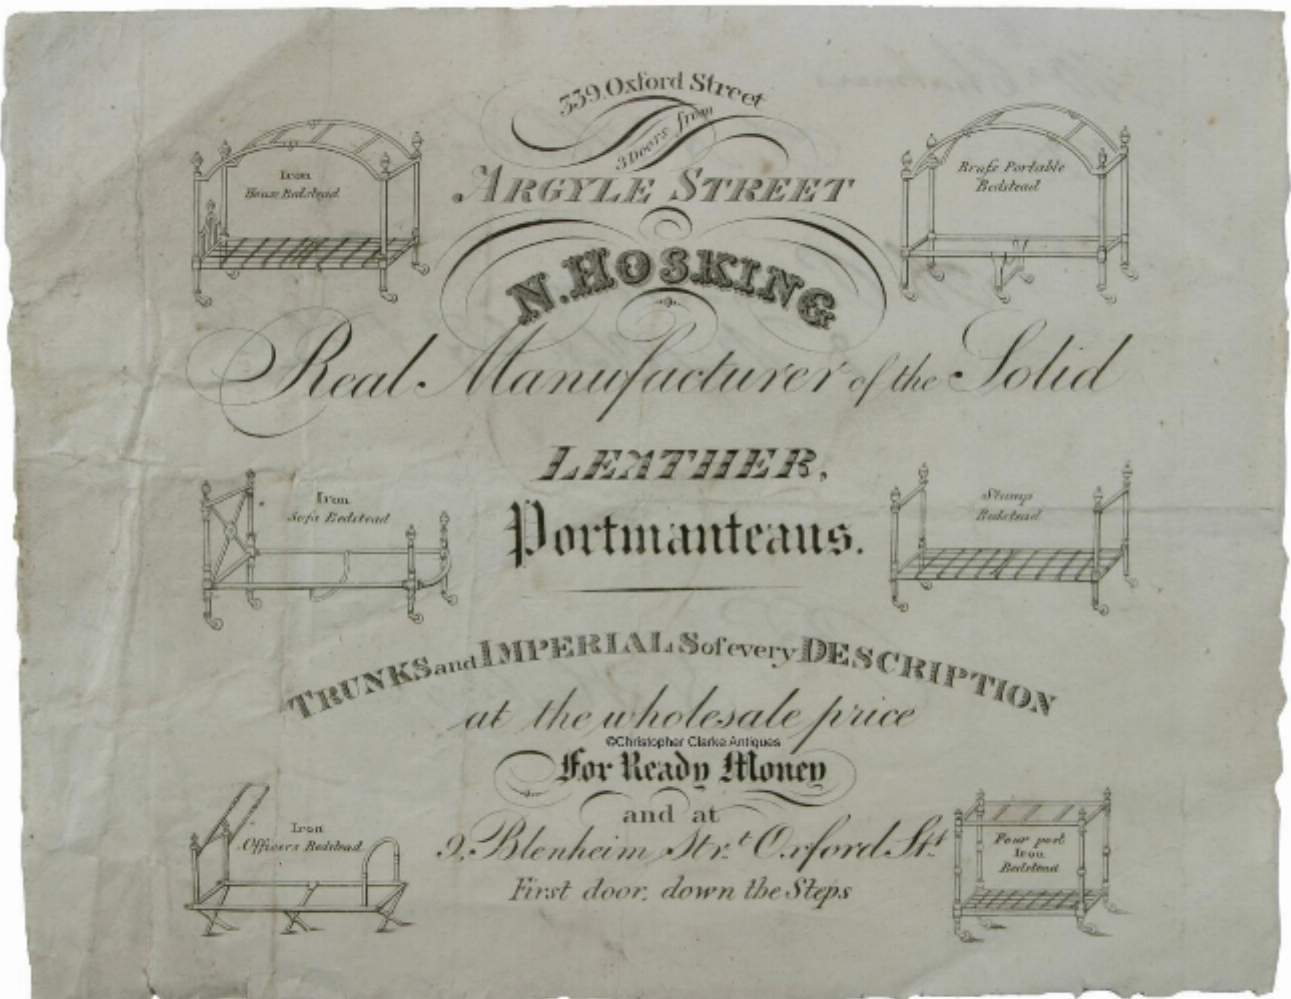 339, Oxford Street
3 Doors from
ARGYLE STREET
N. HOSKING
Real Manufacturer of the Solid
LEATHER,
Portmanteaus.
TRUNKS and IMPERIALS of every DESCRIPTION
at the wholesale price
©Christopher Clarke Antiques
For Ready Money
and at
9, Blenheim Str.t Oxford St.t
First door, down the Steps
Iron
House Bedstead
Brass Portable
Bedstead
Iron
Sofa Bedstead
Stump
Bedstead
Iron
Officers Bedstead
Four post
Iron
Bedstead